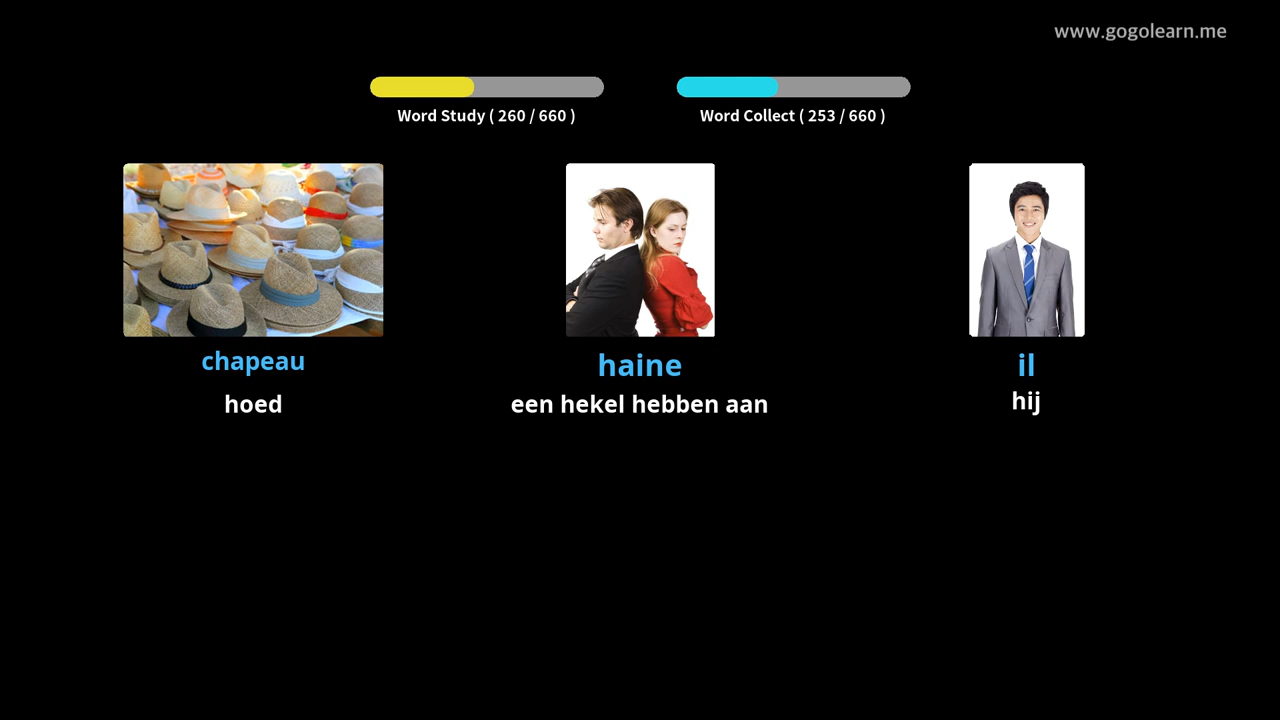 www.gogolearn.me
Word Study ( 260 / 660 )
Word Collect ( 253 / 660 )
chapeau
hoed
haine
een hekel hebben aan
il
hij